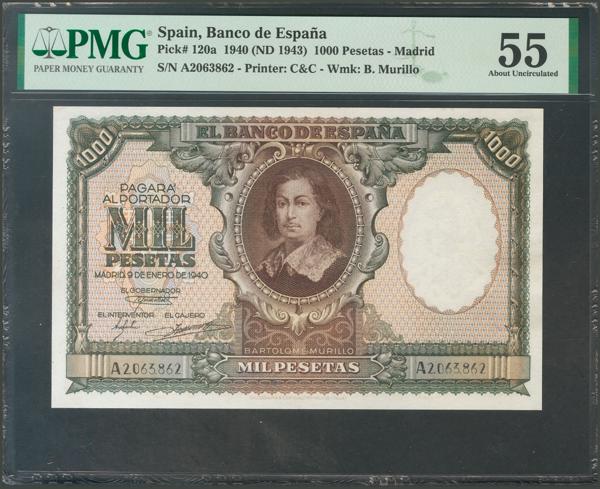 PMG
PAPER MONEY GUARANTY
Spain, Banco de España
Pick# 120a 1940 (ND 1943) 1000 Pesetas - Madrid
S/N A2063862 - Printer: C&C - Wmk: B. Murillo
55
About Uncirculated
1000
EL BANCO DE ESPAÑA
1000
PAGARA
AL PORTADOR
MIL
PESETAS
MADRID, 9 DE ENERO DE 1940
EL GOBERNADOR
EL INTERVENTOR EL CAJERO
BARTOLOMÉ MURILLO
A2063862
MIL PESETAS
A2063862